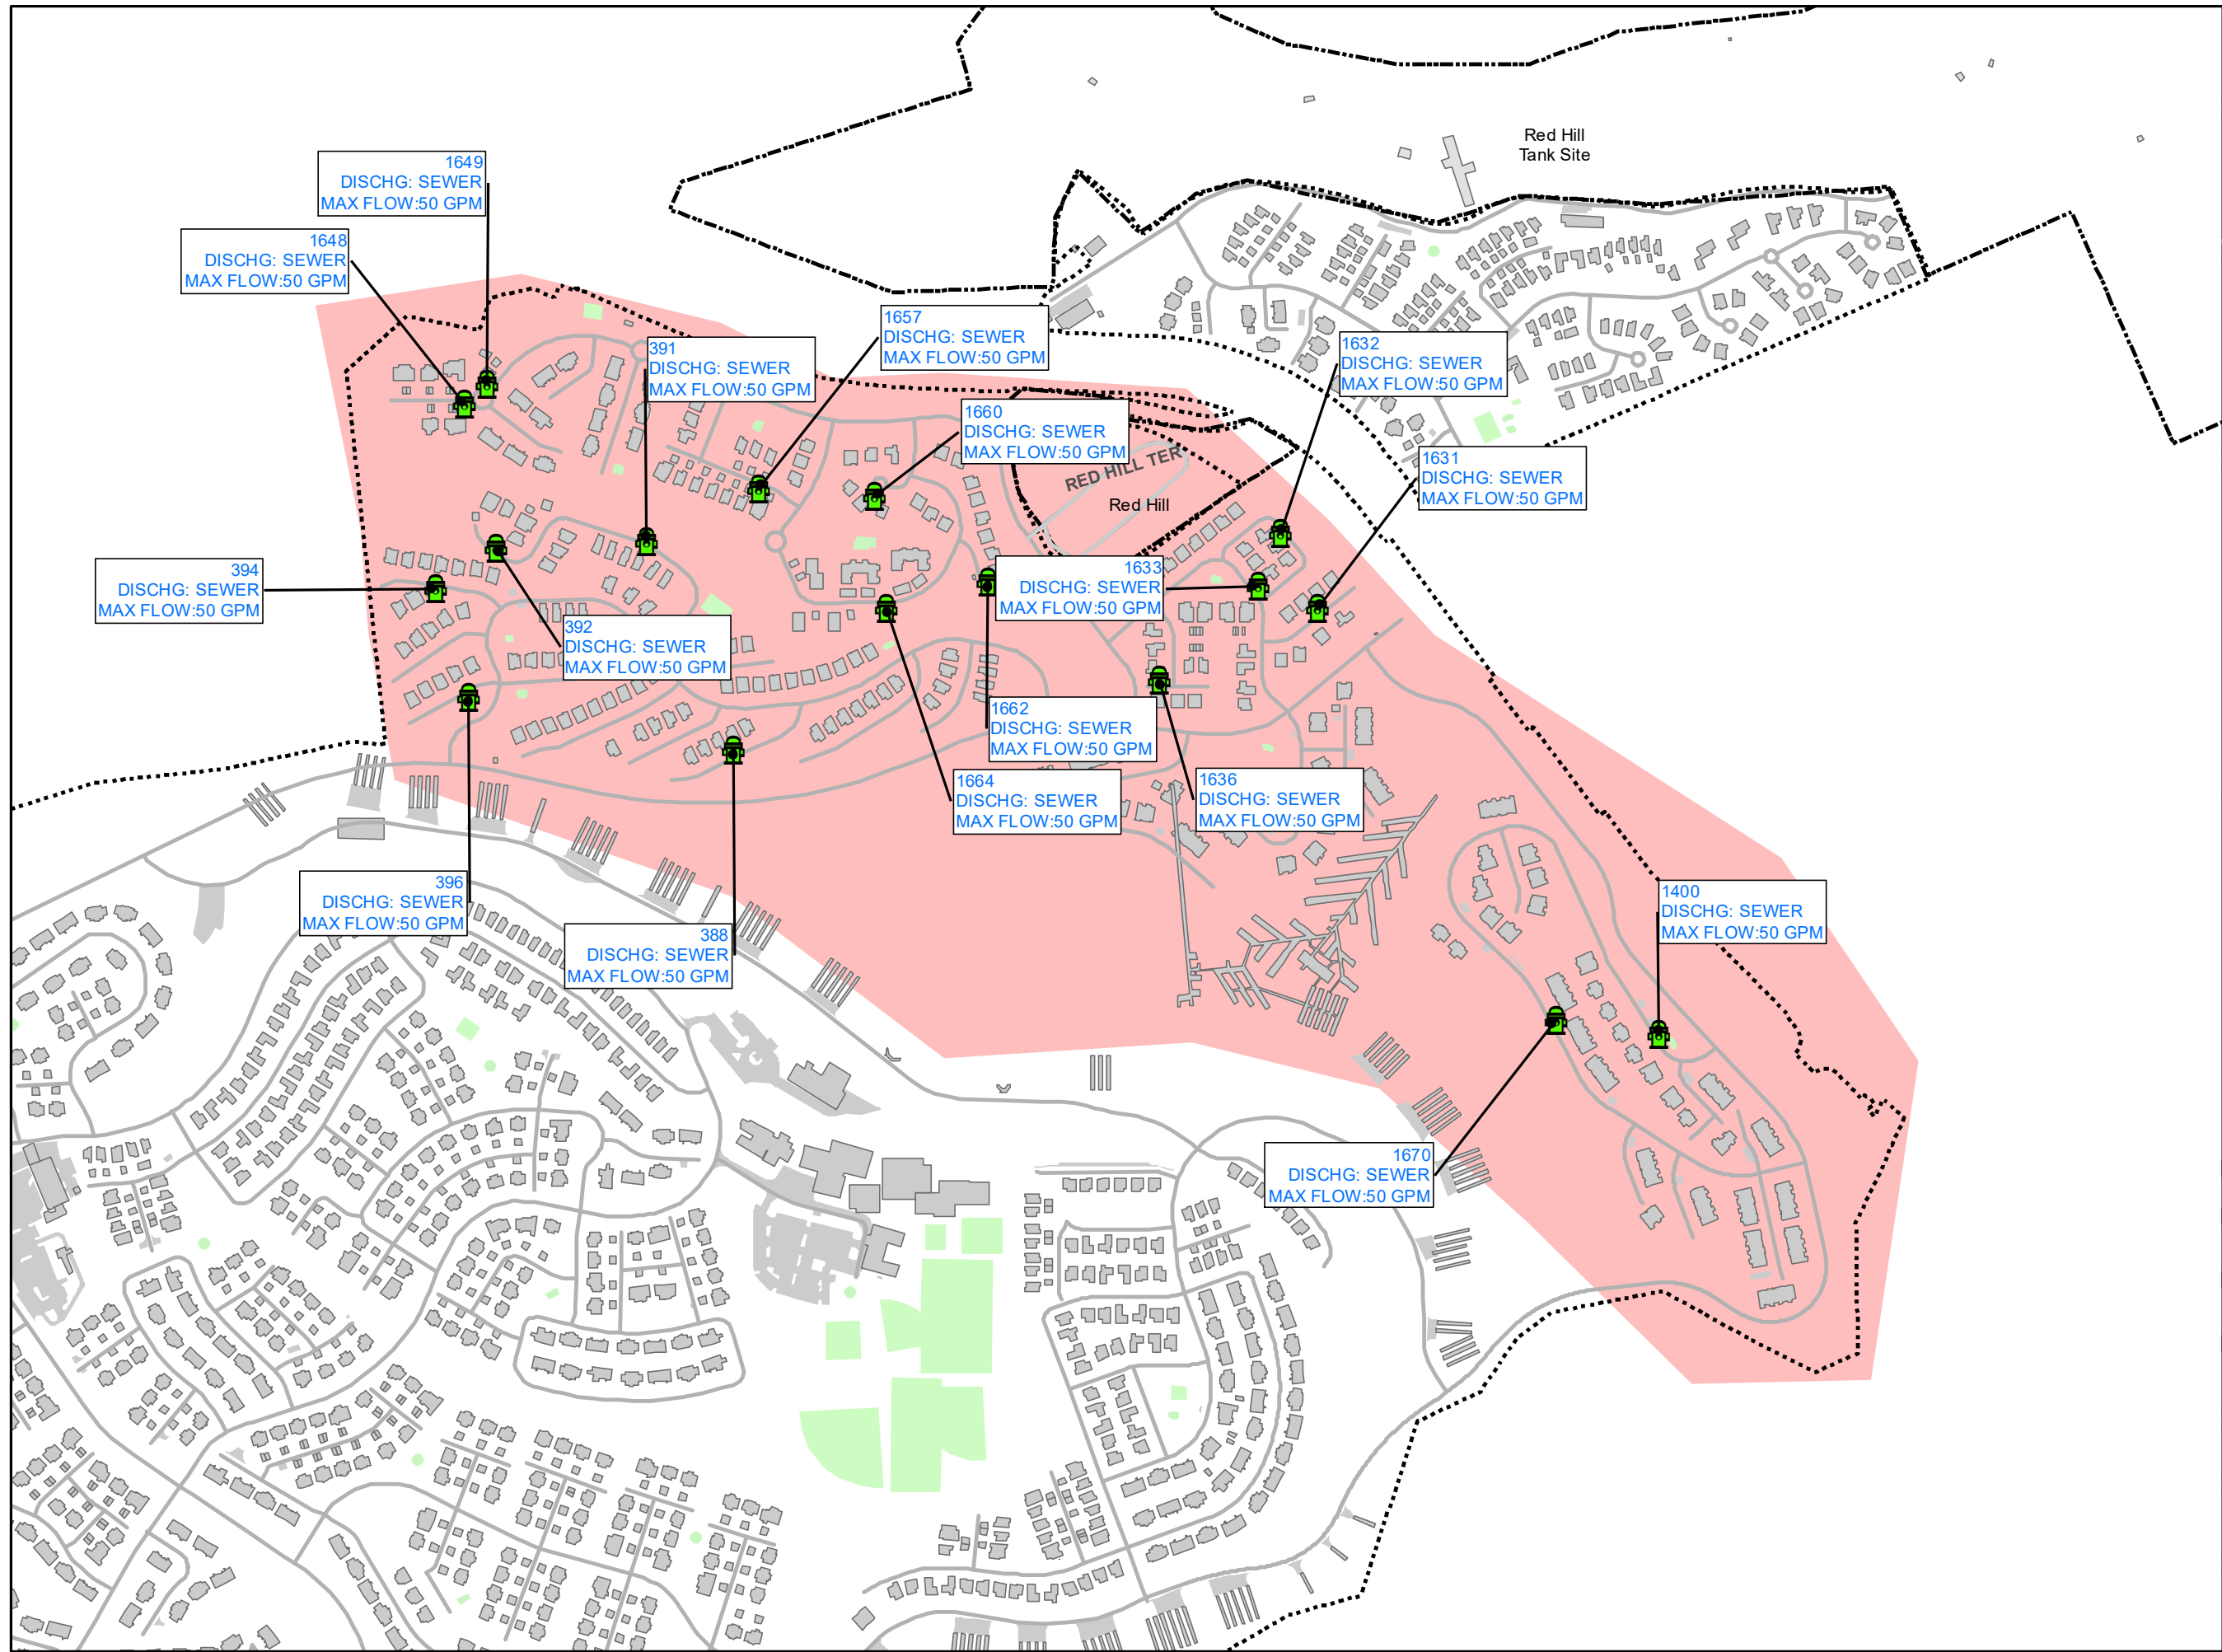 Red Hill
Tank Site
1649
DISCHG: SEWER
MAX FLOW:50 GPM
1648
DISCHG: SEWER
MAX FLOW:50 GPM
1657
DISCHG: SEWER
MAX FLOW:50 GPM
391
DISCHG: SEWER
MAX FLOW:50 GPM
1632
DISCHG: SEWER
MAX FLOW:50 GPM
1660
DISCHG: SEWER
MAX FLOW:50 GPM
1631
DISCHG: SEWER
MAX FLOW:50 GPM
RED HILL TER
Red Hill
394
DISCHG: SEWER
MAX FLOW:50 GPM
1633
DISCHG: SEWER
MAX FLOW:50 GPM
392
DISCHG: SEWER
MAX FLOW:50 GPM
1662
DISCHG: SEWER
MAX FLOW:50 GPM
1664
DISCHG: SEWER
MAX FLOW:50 GPM
1636
DISCHG: SEWER
MAX FLOW:50 GPM
396
DISCHG: SEWER
MAX FLOW:50 GPM
1400
DISCHG: SEWER
MAX FLOW:50 GPM
388
DISCHG: SEWER
MAX FLOW:50 GPM
1670
DISCHG: SEWER
MAX FLOW:50 GPM